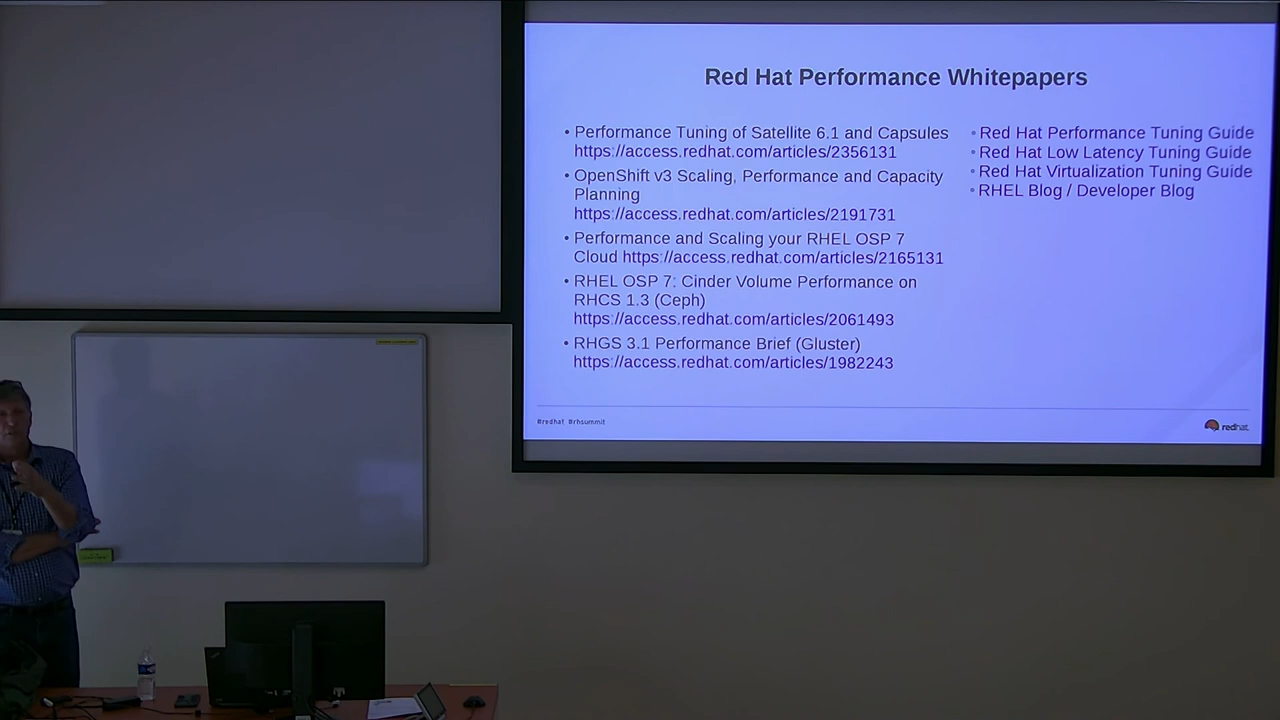 Red Hat Performance Whitepapers
• Performance Tuning of Satellite 6.1 and Capsules
https://access.redhat.com/articles/2356131
• OpenShift v3 Scaling, Performance and Capacity
Planning
https://access.redhat.com/articles/2191731
• Performance and Scaling your RHEL OSP 7
Cloud https://access.redhat.com/articles/2165131
• RHEL OSP 7: Cinder Volume Performance on
RHCS 1.3 (Ceph)
https://access.redhat.com/articles/2061493
• RHGS 3.1 Performance Brief (Gluster)
https://access.redhat.com/articles/1982243
• Red Hat Performance Tuning Guide
• Red Hat Low Latency Tuning Guide
• Red Hat Virtualization Tuning Guide
• RHEL Blog / Developer Blog
#redhat #rhsummit
redhat.